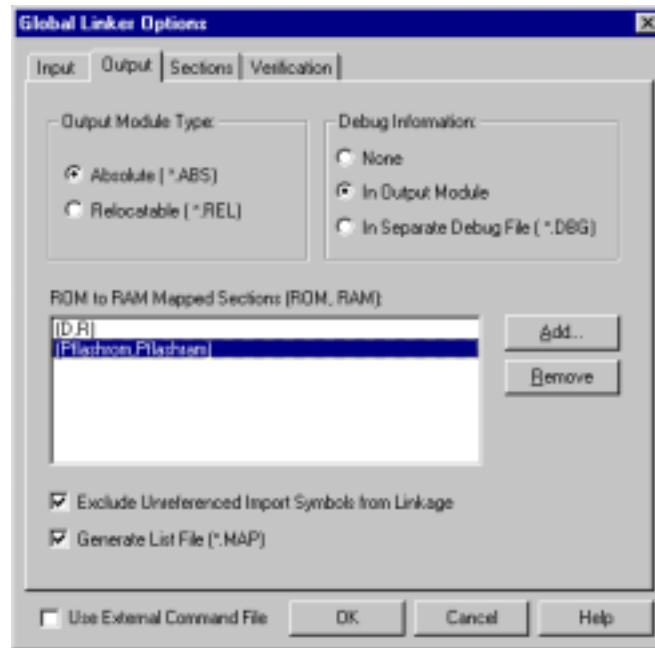 Global Linker Options
Input Output Sections Verification
Output Module Type:
Absolute ( *.ABS)
Relocatable ( *.REL)
Debug Information:
None
In Output Module
In Separate Debug File ( *.DBG)
ROM to RAM Mapped Sections (ROM, RAM):
(D,R)
(Pflashrom,Pflashram)
Add...
Remove
Exclude Unreferenced Import Symbols from Linkage
Generate List File (*.MAP)
Use External Command File OK Cancel Help